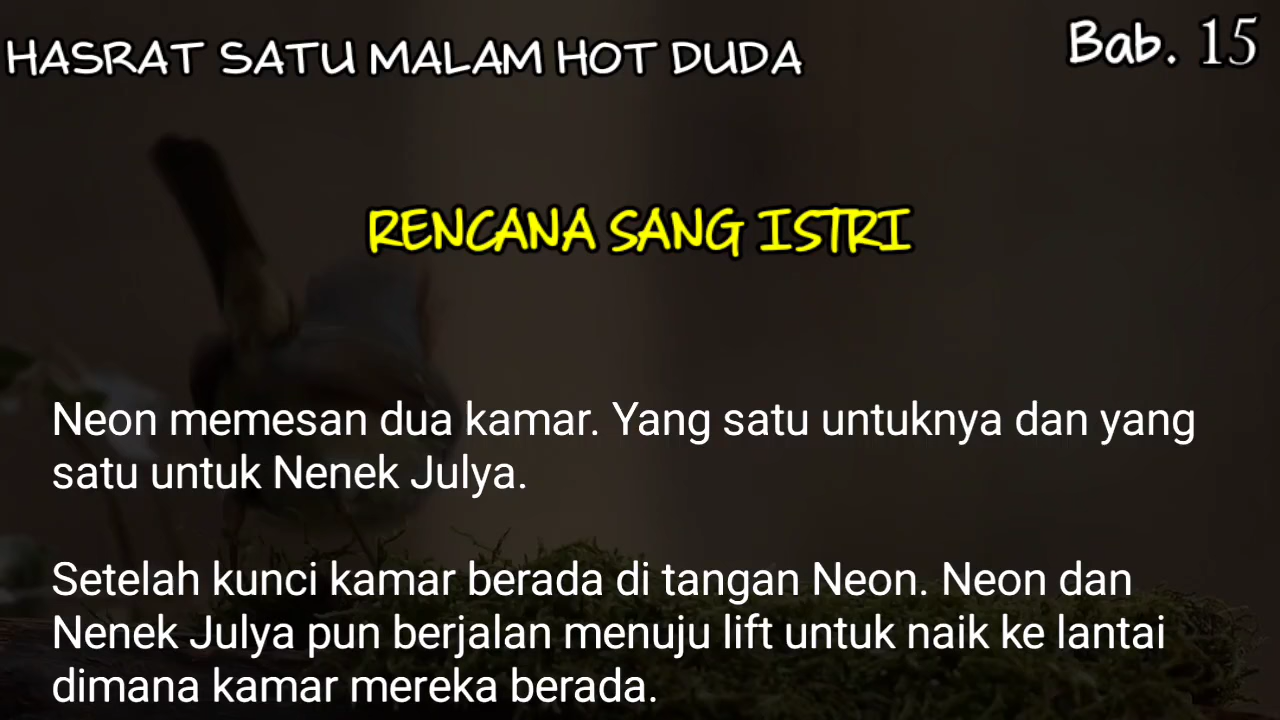 HASRAT SATU MALAM HOT DUDA
Bab. 15
RENCANA SANG ISTRI
Neon memesan dua kamar. Yang satu untuknya dan yang
satu untuk Nenek Julya.
Setelah kunci kamar berada di tangan Neon. Neon dan
Nenek Julya pun berjalan menuju lift untuk naik ke lantai
dimana kamar mereka berada.